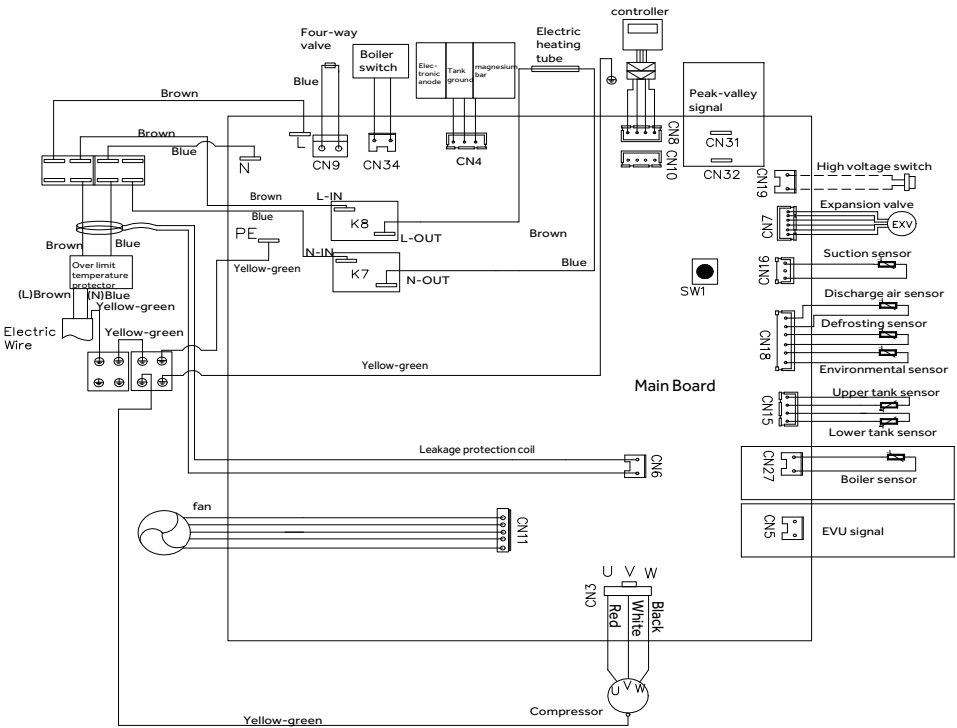 controller
Four-way
valve
Boiler
switch
Elec-
tronic
anode
Tank
ground
magnesium
bar
Electric
heating
tube
Peak-valley
signal
Blue
Brown
Brown
Blue
L
N
CN9
CN34
CN4
CN8
CN10
CN31
CN32
CN19
High voltage switch
Expansion valve
CN7
EXV
Brown
L-IN
Blue
K8
L-OUT
PE
Brown
Blue
N-IN
K7
N-OUT
Yellow-green
Blue
Brown
Blue
Over limit
temperature
protector
(L)Brown
(N)Blue
Yellow-green
Electric
Wire
Yellow-green
SW1
Suction sensor
CN16
Discharge air sensor
Defrosting sensor
CN18
Environmental sensor
Yellow-green
Main Board
Upper tank sensor
CN15
Lower tank sensor
Leakage protection coil
CN6
CN27
Boiler sensor
fan
CN11
CN5
EVU signal
U V W
CN3
Red
White
Black
U V W
Compressor
Yellow-green